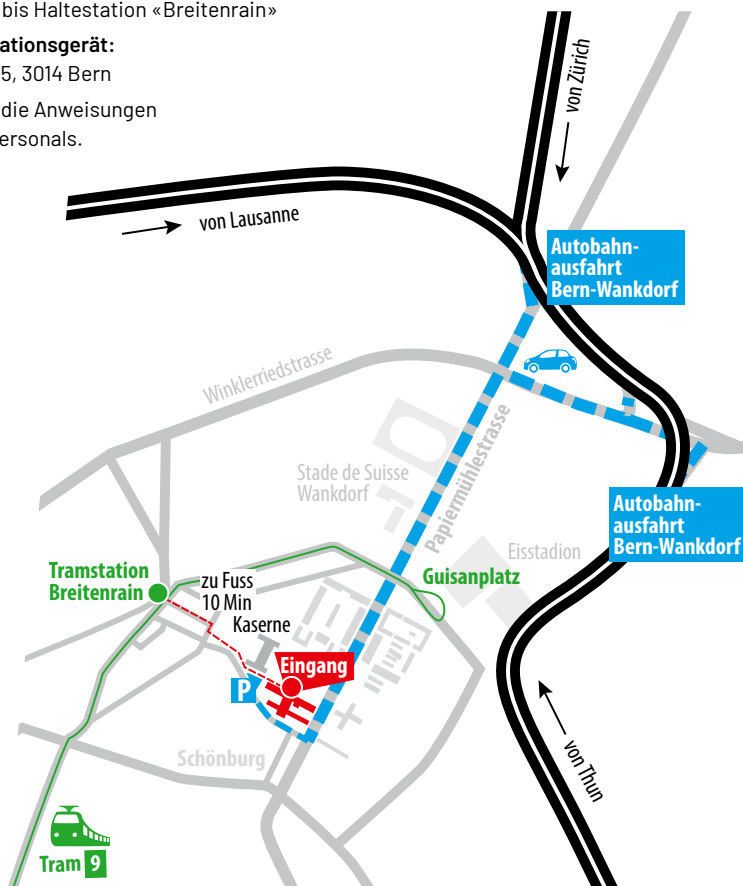 bis Haltestation «Breitenrain»
ationsgerät:
5, 3014 Bern
die Anweisungen
ersonals.
von Zürich
von Lausanne
Autobahn-
ausfahrt
Bern-Wankdorf
Winklerriedstrasse
Papiermühlestrasse
Stade de Suisse
Wankdorf
Autobahn-
ausfahrt
Bern-Wankdorf
Eisstadion
Tramstation
Breitenrain
zu Fuss
10 Min
Guisanplatz
Kaserne
Eingang
P
Schönburg
von Thun
Tram 9